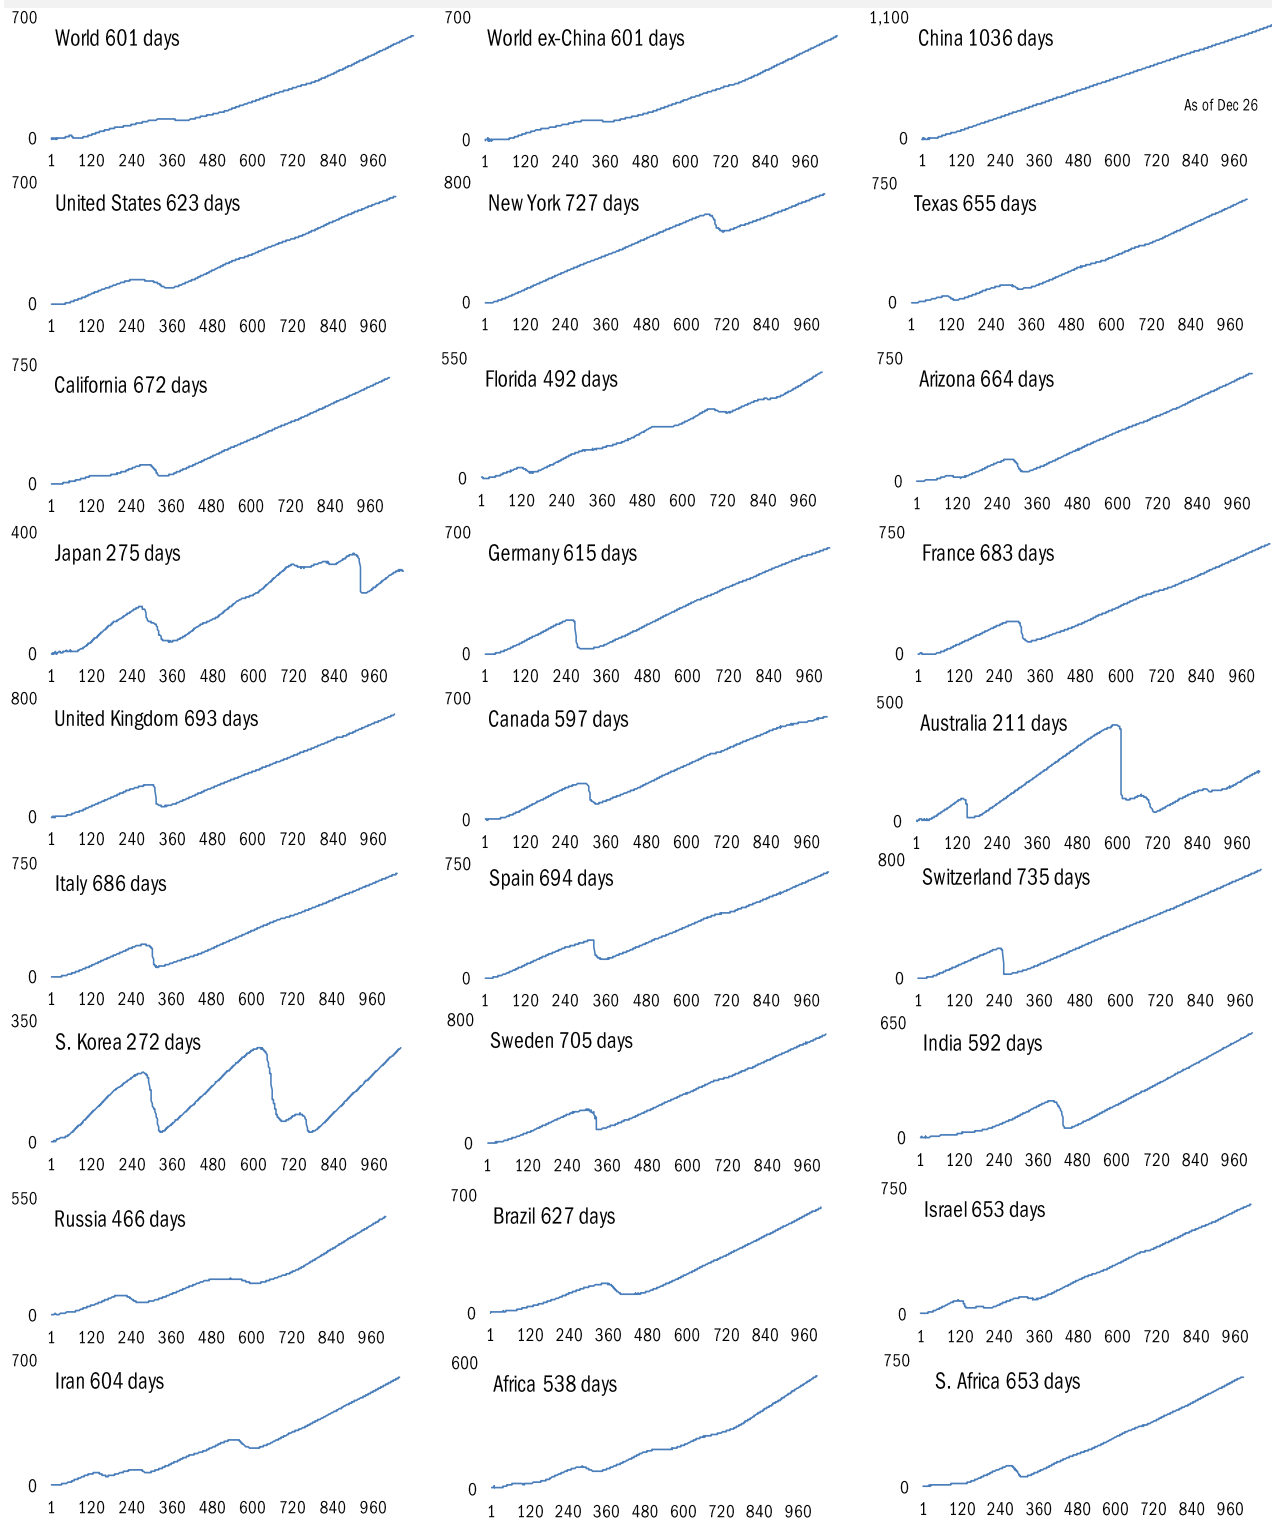 700
World 601 days
0
1 120 240 360 480 600 720 840 960
700
World ex-China 601 days
0
1 120 240 360 480 600 720 840 960
1,100
China 1036 days
As of Dec 26
0
1 120 240 360 480 600 720 840 960
700
United States 623 days
0
1 120 240 360 480 600 720 840 960
800
New York 727 days
0
1 120 240 360 480 600 720 840 960
750
Texas 655 days
0
1 120 240 360 480 600 720 840 960
750
California 672 days
0
1 120 240 360 480 600 720 840 960
550
Florida 492 days
0
1 120 240 360 480 600 720 840 960
750
Arizona 664 days
0
1 120 240 360 480 600 720 840 960
400
Japan 275 days
0
1 120 240 360 480 600 720 840 960
700
Germany 615 days
0
1 120 240 360 480 600 720 840 960
750
France 683 days
0
1 120 240 360 480 600 720 840 960
800
United Kingdom 693 days
0
1 120 240 360 480 600 720 840 960
700
Canada 597 days
0
1 120 240 360 480 600 720 840 960
500
Australia 211 days
0
1 120 240 360 480 600 720 840 960
750
Italy 686 days
0
1 120 240 360 480 600 720 840 960
750
Spain 694 days
0
1 120 240 360 480 600 720 840 960
800
Switzerland 735 days
0
1 120 240 360 480 600 720 840 960
350
S. Korea 272 days
0
1 120 240 360 480 600 720 840 960
800
Sweden 705 days
0
1 120 240 360 480 600 720 840 960
650
India 592 days
0
1 120 240 360 480 600 720 840 960
550
Russia 466 days
0
1 120 240 360 480 600 720 840 960
700
Brazil 627 days
0
1 120 240 360 480 600 720 840 960
750
Israel 653 days
0
1 120 240 360 480 600 720 840 960
700
Iran 604 days
0
1 120 240 360 480 600 720 840 960
600
Africa 538 days
0
1 120 240 360 480 600 720 840 960
750
S. Africa 653 days
0
1 120 240 360 480 600 720 840 960